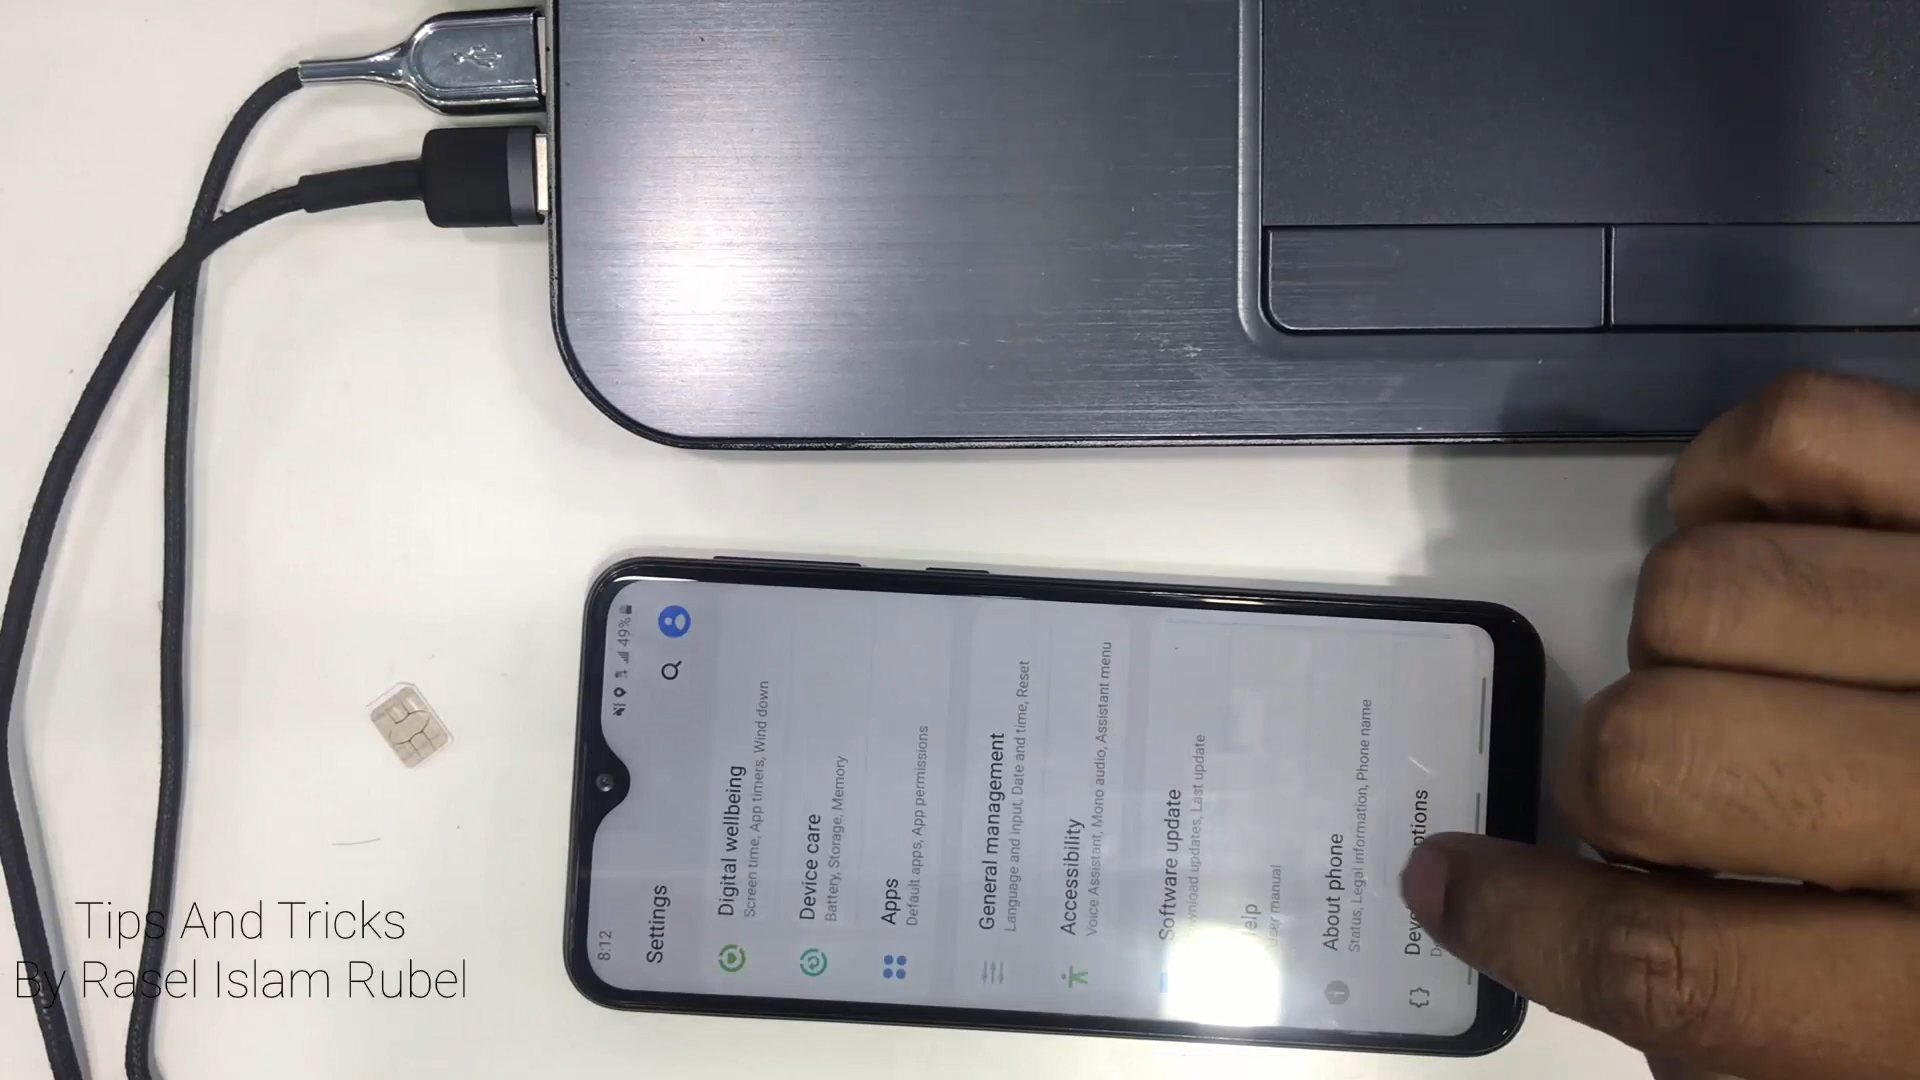 8:12
49%
Settings
Digital wellbeing
Screen time, App timers, Wind down
Device care
Battery, Storage, Memory
Apps
Default apps, App permissions
General management
Language and input, Date and time, Reset
Accessibility
Voice Assistant, Mono audio, Assistant menu
Software update
updates, Last update
User manual
About phone
Status, Legal information, Phone name
Tips And Tricks
By Rasel Islam Rubel